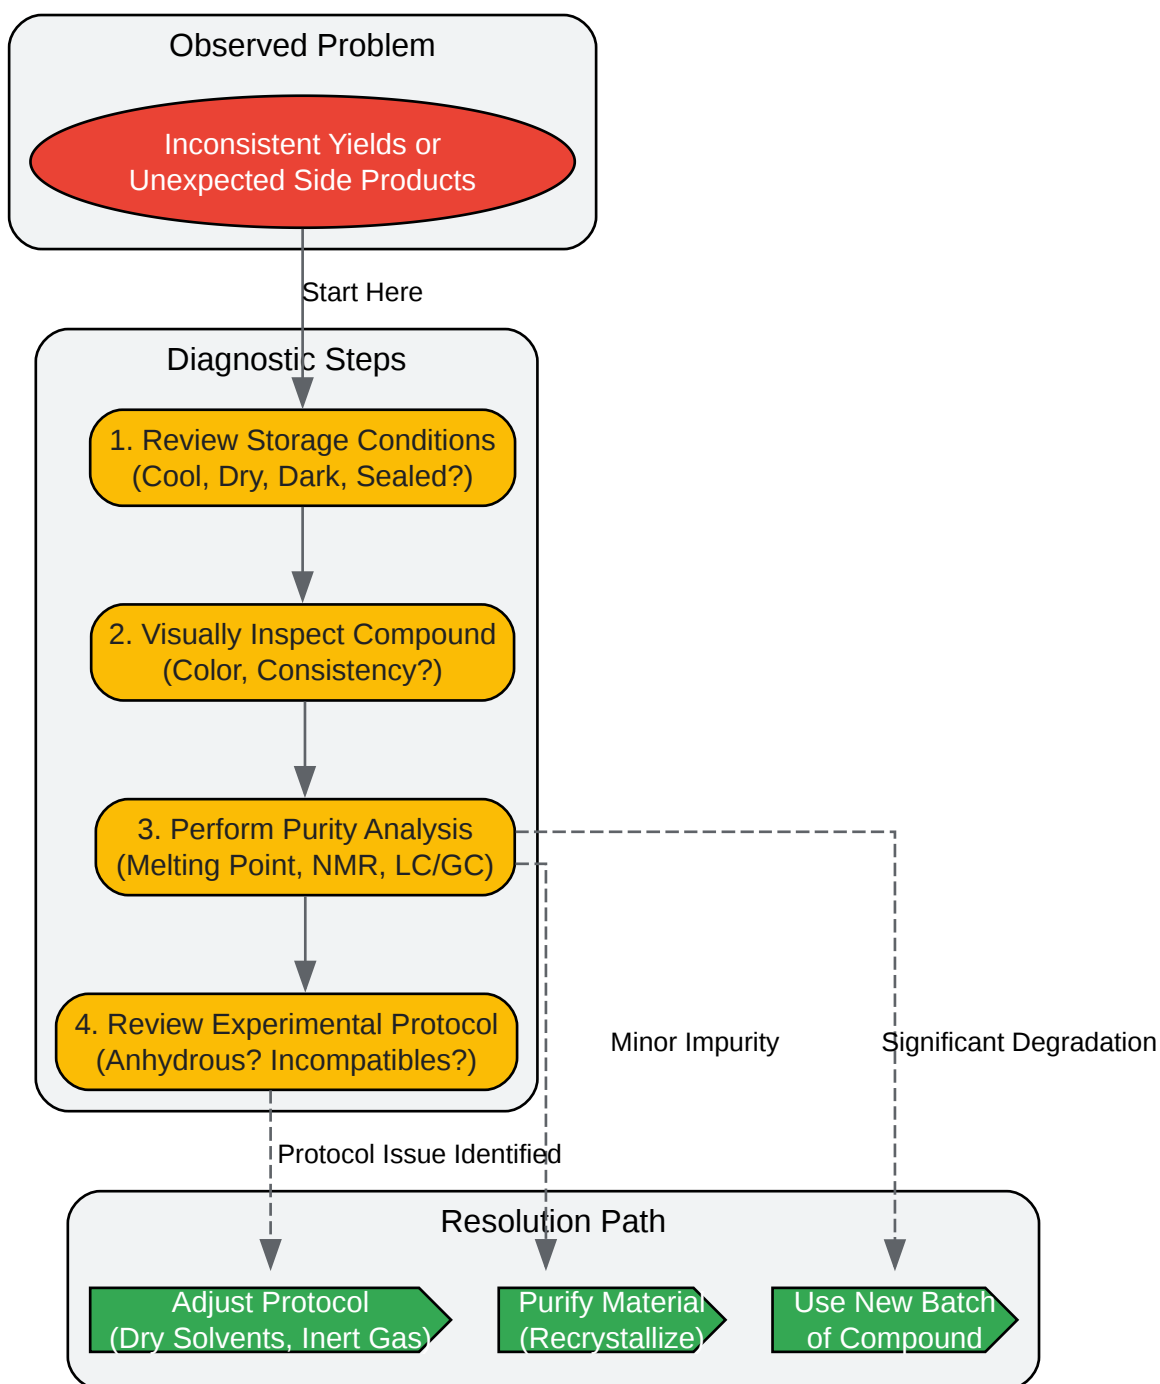 Observed Problem
Inconsistent Yields or
Unexpected Side Products
Start Here
Diagnostic Steps
1. Review Storage Conditions
(Cool, Dry, Dark, Sealed?)
2. Visually Inspect Compound
(Color, Consistency?)
3. Perform Purity Analysis
(Melting Point, NMR, LC/GC)
4. Review Experimental Protocol
(Anhydrous? Incompatibles?)
Minor Impurity
Significant Degradation
Protocol Issue Identified
Resolution Path
Adjust Protocol
(Dry Solvents, Inert Gas)
Purify Material
(Recrystallize)
Use New Batch
of Compound